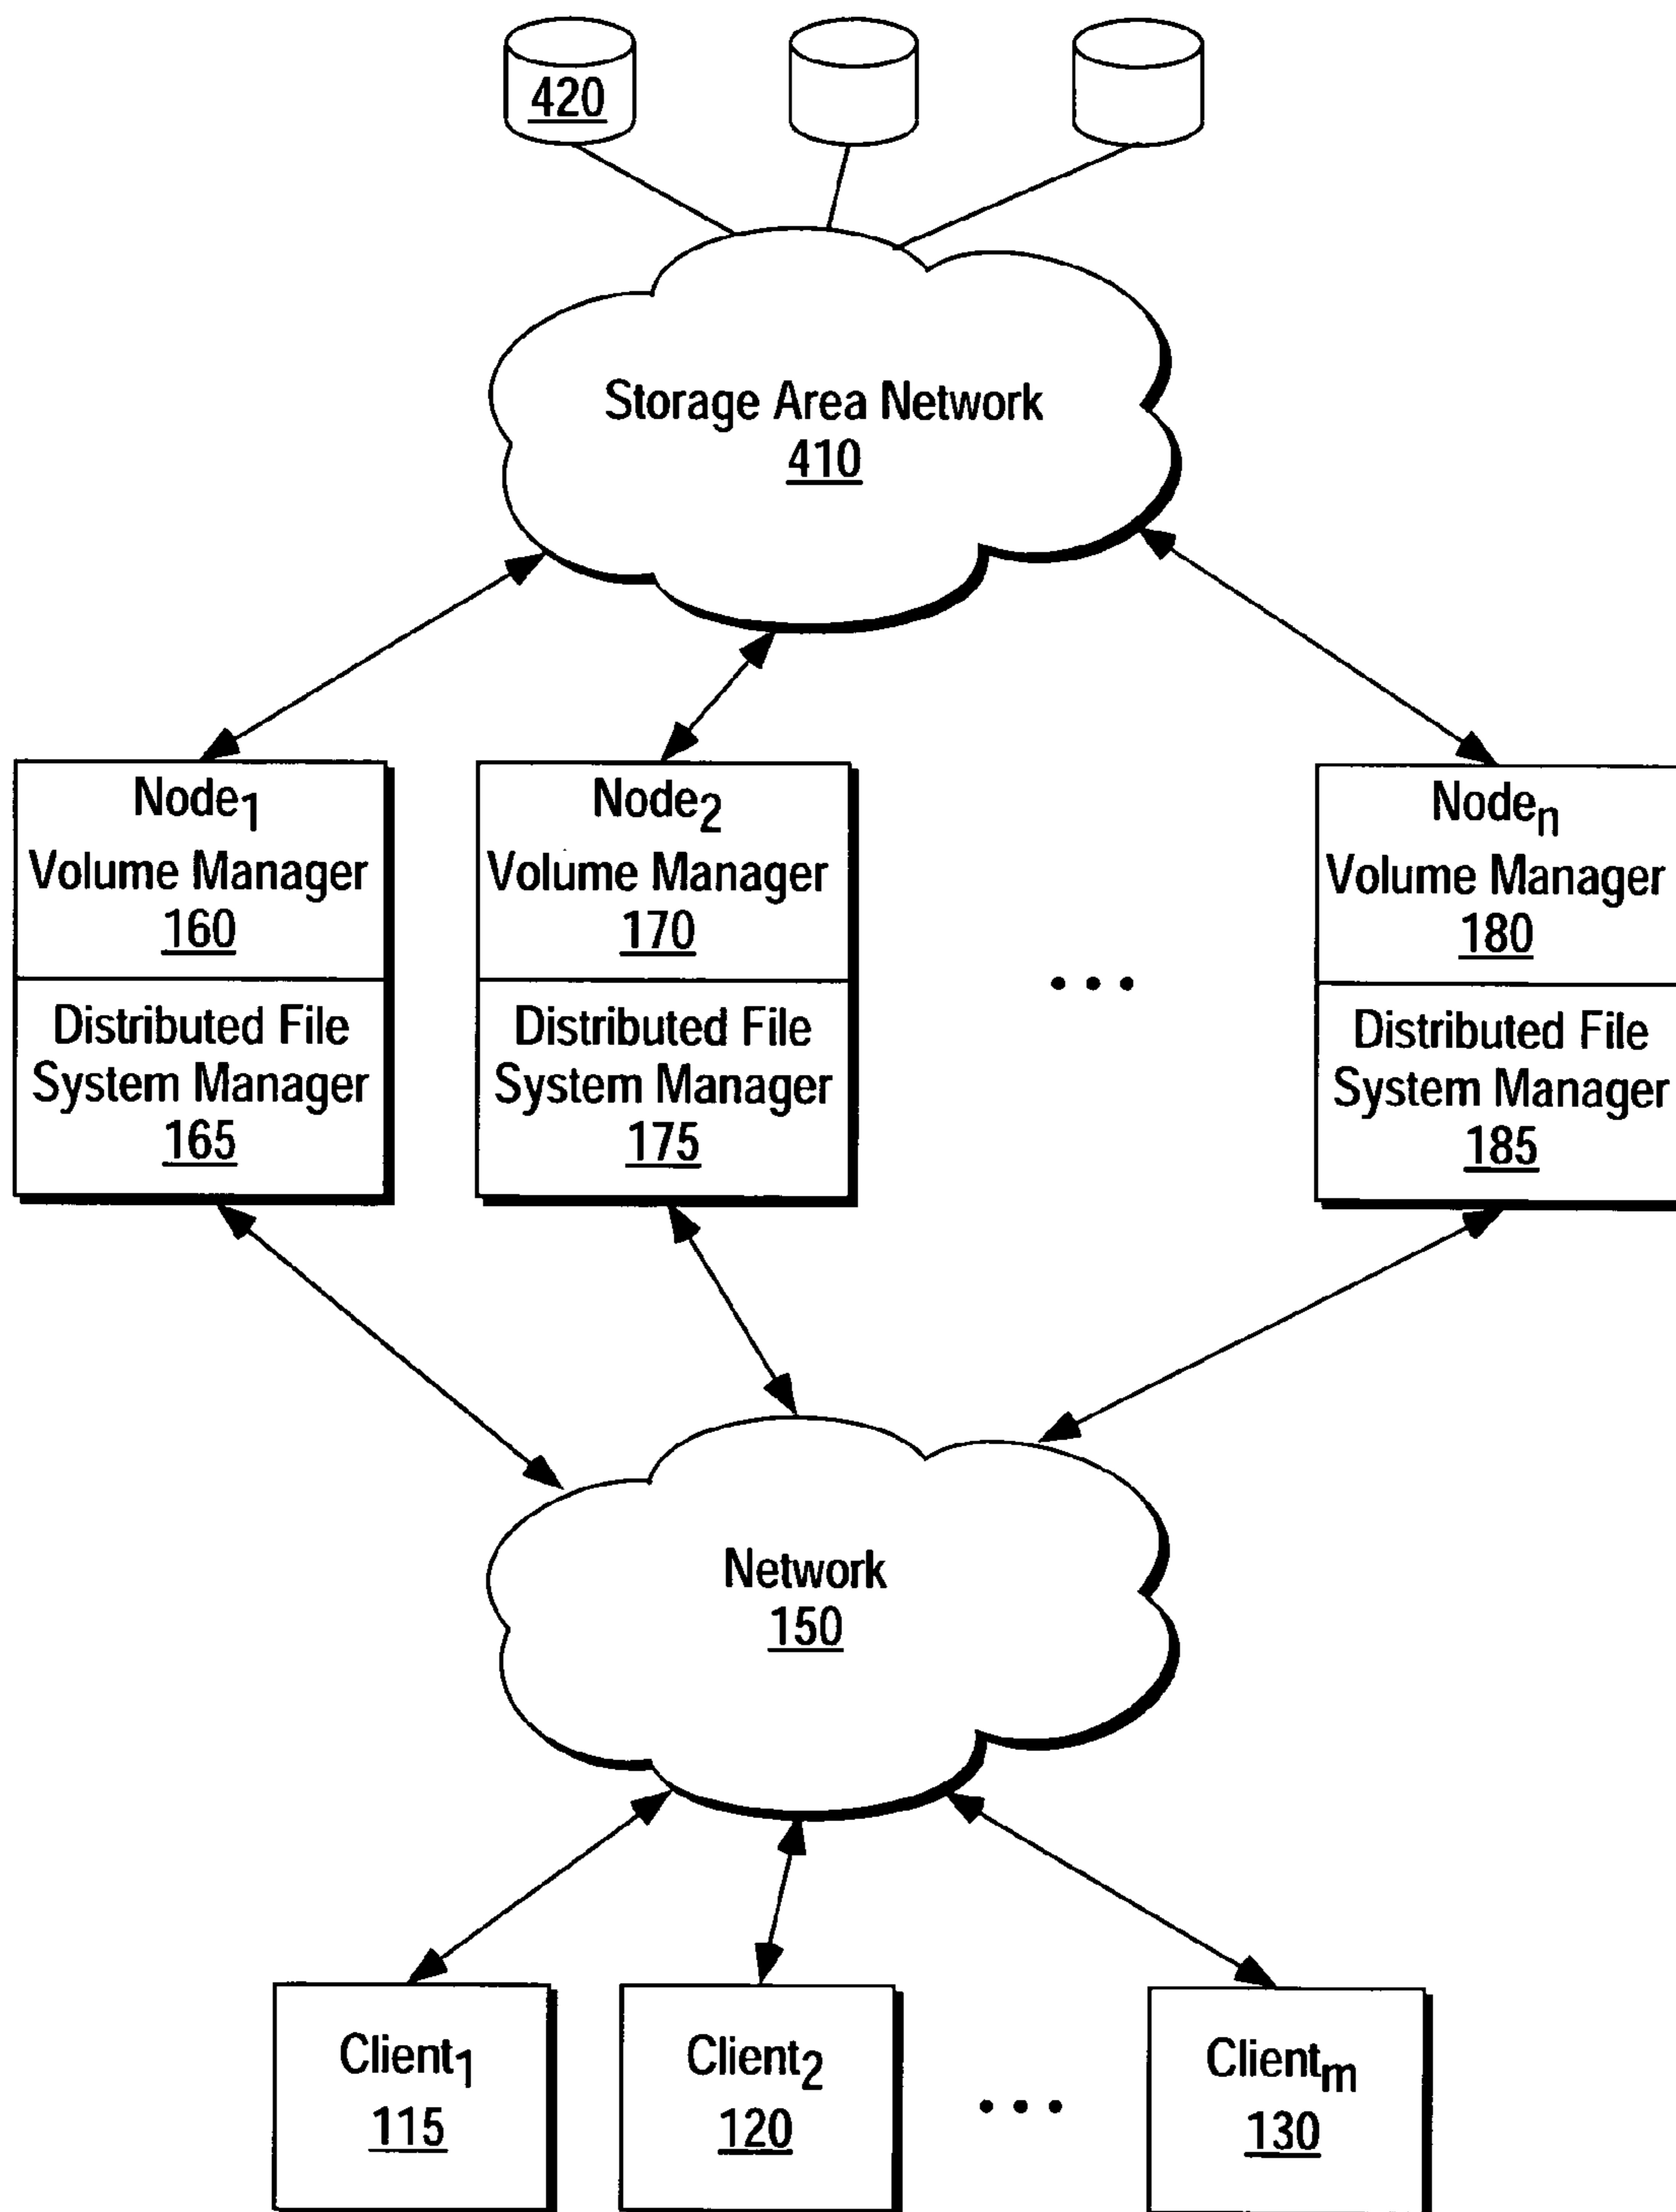 420
Storage Area Network
410
Node1
Volume Manager
160
Distributed File
System Manager
165
Node2
Volume Manager
170
Distributed File
System Manager
175
• • •
Noden
Volume Manager
180
Distributed File
System Manager
185
Network
150
Client1
115
Client2
120
• • •
Clientm
130